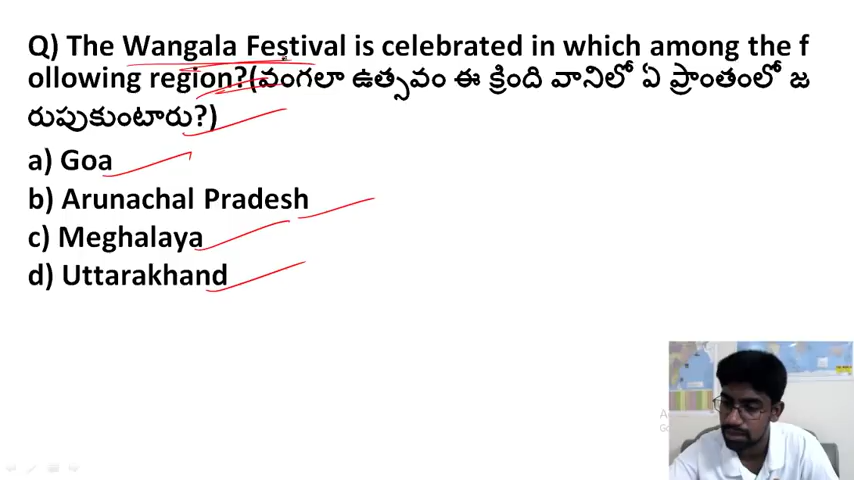 Q) The Wangala Festival is celebrated in which among the f
ollowing region?(వంగలా ఉత్సవం ఈ క్రింది వానిలో ఏ ప్రాంతంలో జ
రుపుకుంటారు?)
a) Goa
b) Arunachal Pradesh
c) Meghalaya
d) Uttarakhand